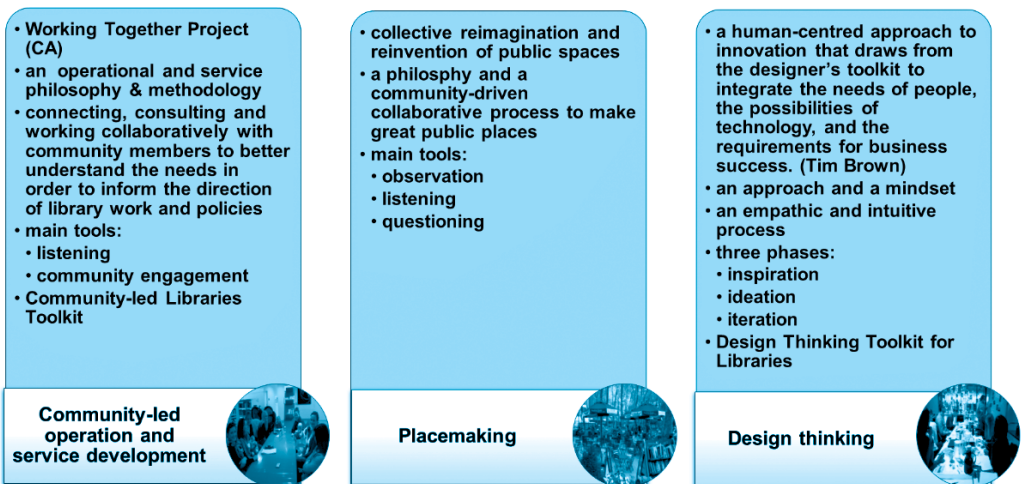 • Working Together Project
(CA)
• an operational and service
philosophy & methodology
• connecting, consulting and
working collaboratively with
community members to better
understand the needs in
order to inform the direction
of library work and policies
• main tools:
• listening
• community engagement
• Community-led Libraries
Toolkit
Community-led
operation and
service development
• collective reimagination and
reinvention of public spaces
• a philosphy and a
community-driven
collaborative process to make
great public places
• main tools:
• observation
• listening
• questioning
Placemaking
• a human-centred approach to
innovation that draws from
the designer's toolkit to
integrate the needs of people,
the possibilities of
technology, and the
requirements for business
success. (Tim Brown)
• an approach and a mindset
• an empathic and intuitive
process
• three phases:
• inspiration
• ideation
• iteration
• Design Thinking Toolkit for
Libraries
Design thinking